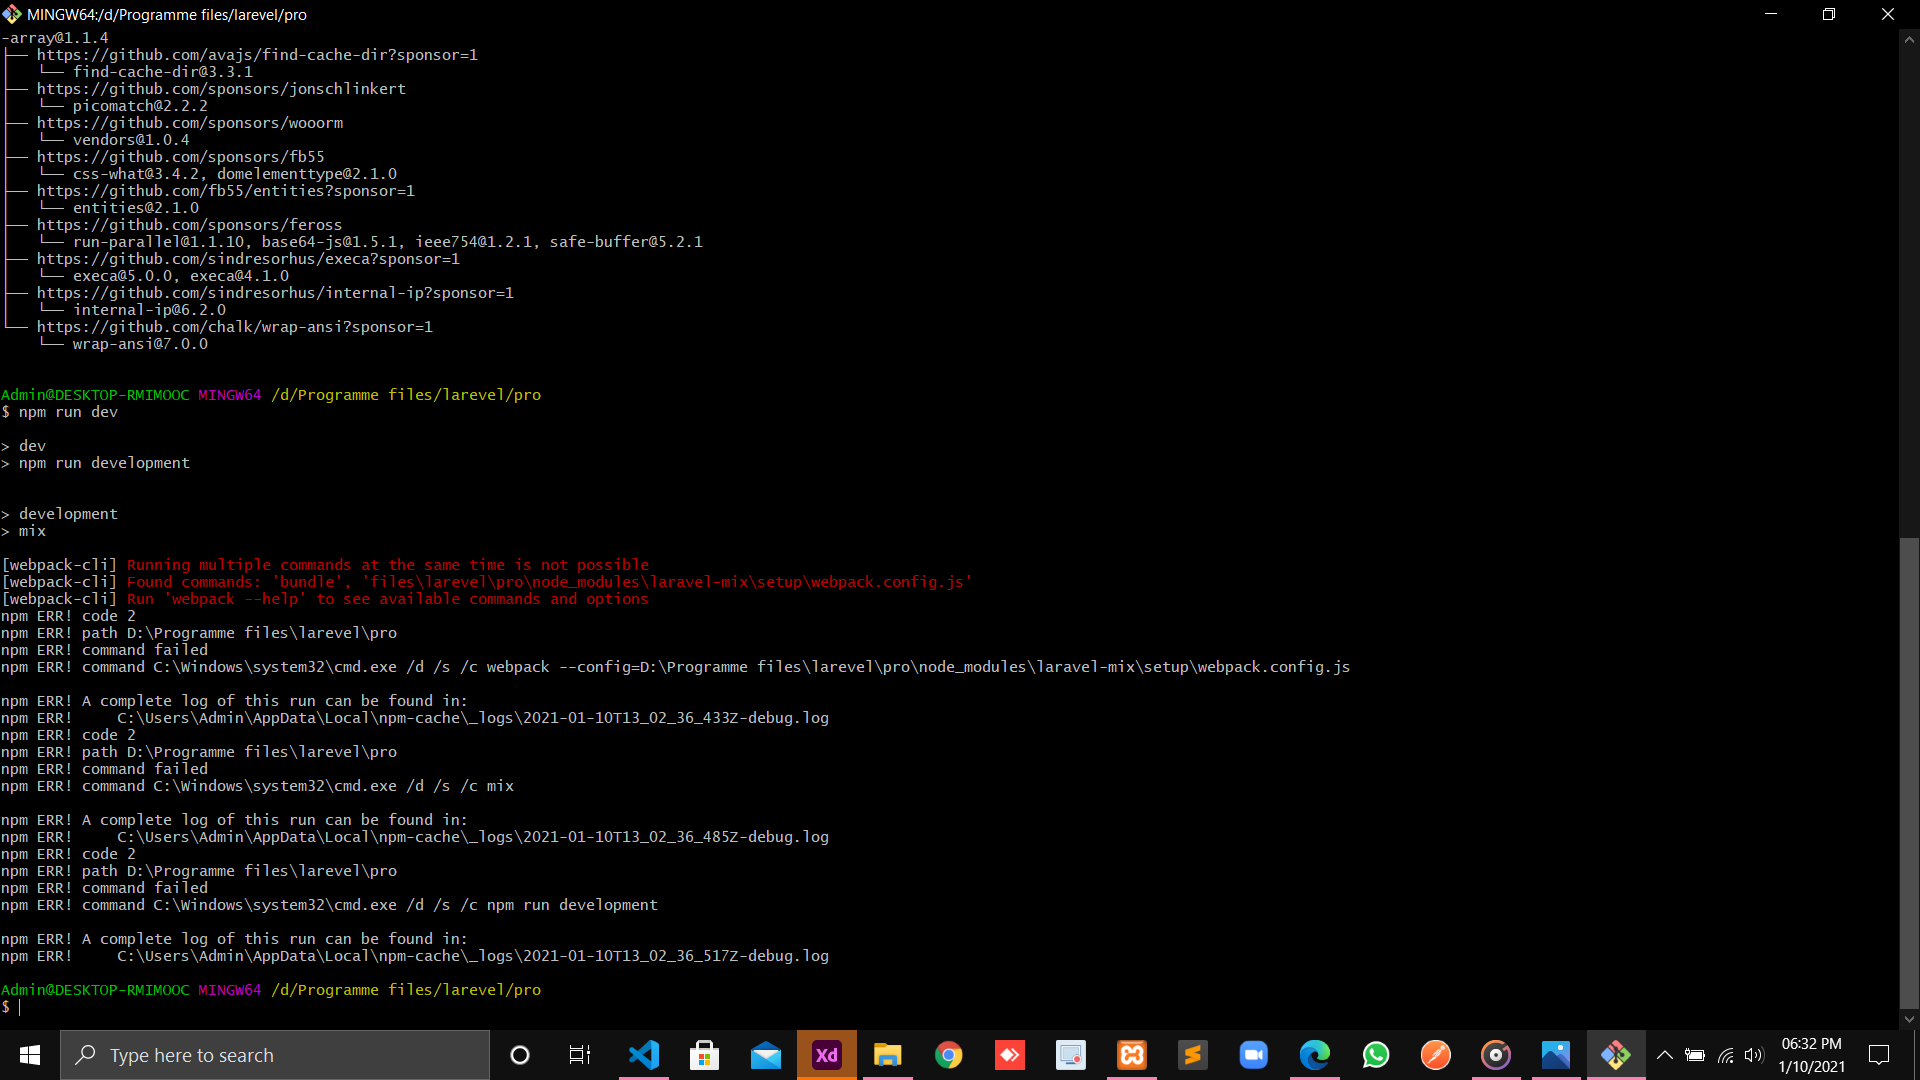 MINGW64:/d/Programme files/larevel/pro
-array@1.1.4
├── https://github.com/avajs/find-cache-dir?sponsor=1
│   └── find-cache-dir@3.3.1
├── https://github.com/sponsors/jonschlinkert
│   └── picomatch@2.2.2
├── https://github.com/sponsors/wooorm
│   └── vendors@1.0.4
├── https://github.com/sponsors/fb55
│   └── css-what@3.4.2, domelementtype@2.1.0
├── https://github.com/fb55/entities?sponsor=1
│   └── entities@2.1.0
├── https://github.com/sponsors/feross
│   └── run-parallel@1.1.10, base64-js@1.5.1, ieee754@1.2.1, safe-buffer@5.2.1
├── https://github.com/sindresorhus/execa?sponsor=1
│   └── execa@5.0.0, execa@4.1.0
├── https://github.com/sindresorhus/internal-ip?sponsor=1
│   └── internal-ip@6.2.0
└── https://github.com/chalk/wrap-ansi?sponsor=1
    └── wrap-ansi@7.0.0
Admin@DESKTOP-RMIMOOC MINGW64 /d/Programme files/larevel/pro
$ npm run dev
> dev
> npm run development
> development
> mix
[webpack-cli] Running multiple commands at the same time is not possible
[webpack-cli] Found commands: 'bundle', 'files\larevel\pro\node_modules\laravel-mix\setup\webpack.config.js'
[webpack-cli] Run 'webpack --help' to see available commands and options
npm ERR! code 2
npm ERR! path D:\Programme files\larevel\pro
npm ERR! command failed
npm ERR! command C:\Windows\system32\cmd.exe /d /s /c webpack --config=D:\Programme files\larevel\pro\node_modules\laravel-mix\setup\webpack.config.js
npm ERR! A complete log of this run can be found in:
npm ERR!     C:\Users\Admin\AppData\Local\npm-cache\_logs\2021-01-10T13_02_36_433Z-debug.log
npm ERR! code 2
npm ERR! path D:\Programme files\larevel\pro
npm ERR! command failed
npm ERR! command C:\Windows\system32\cmd.exe /d /s /c mix
npm ERR! A complete log of this run can be found in:
npm ERR!     C:\Users\Admin\AppData\Local\npm-cache\_logs\2021-01-10T13_02_36_485Z-debug.log
npm ERR! code 2
npm ERR! path D:\Programme files\larevel\pro
npm ERR! command failed
npm ERR! command C:\Windows\system32\cmd.exe /d /s /c npm run development
npm ERR! A complete log of this run can be found in:
npm ERR!     C:\Users\Admin\AppData\Local\npm-cache\_logs\2021-01-10T13_02_36_517Z-debug.log
Admin@DESKTOP-RMIMOOC MINGW64 /d/Programme files/larevel/pro
$
Type here to search
Xd
06:32 PM
1/10/2021